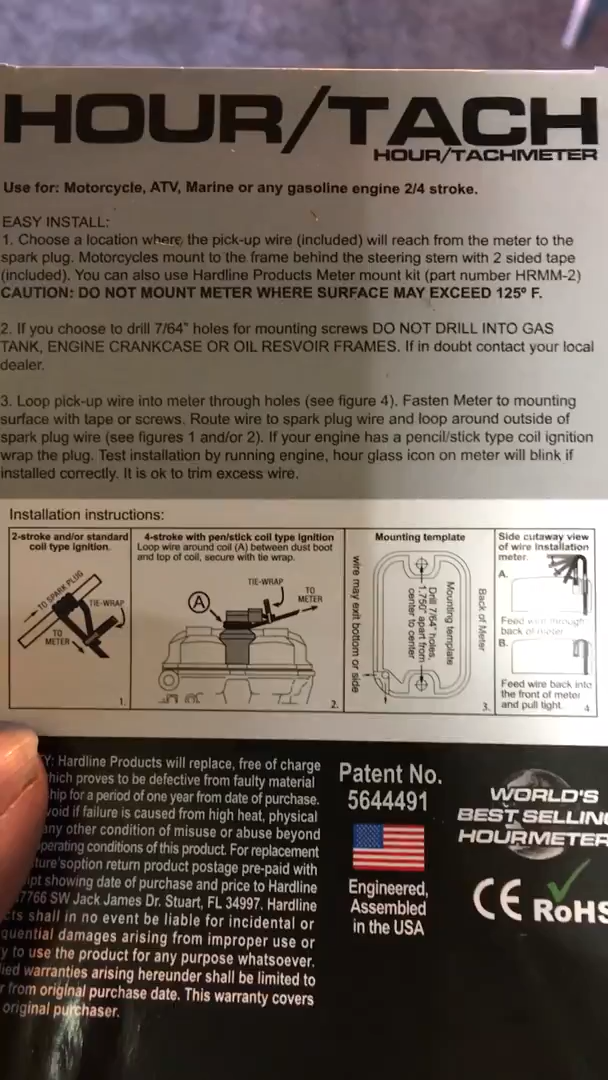 HOUR/TACH
HOUR/TACHMETER
Use for: Motorcycle, ATV, Marine or any gasoline engine 2/4 stroke.
EASY INSTALL:
1. Choose a location where the pick-up wire (included) will reach from the meter to the
spark plug. Motorcycles mount to the frame behind the steering stem with 2 sided tape
(included). You can also use Hardline Products Meter mount kit (part number HRMM-2)
CAUTION: DO NOT MOUNT METER WHERE SURFACE MAY EXCEED 125º F.
2. If you choose to drill 7/64" holes for mounting screws DO NOT DRILL INTO GAS
TANK, ENGINE CRANKCASE OR OIL RESVOIR FRAMES. If in doubt contact your local
dealer.
3. Loop pick-up wire into meter through holes (see figure 4). Fasten Meter to mounting
surface with tape or screws. Route wire to spark plug wire and loop around outside of
spark plug wire (see figures 1 and/or 2). If your engine has a pencil/stick type coil ignition
wrap the plug. Test installation by running engine, hour glass icon on meter will blink if
installed correctly. It is ok to trim excess wire.
Installation instructions:
2-stroke and/or standard
coil type ignition.
TO SPARK PLUG
TIE-WRAP
TO
METER
1.
4-stroke with pen/stick coil type Ignition
Loop wire around coil (A) between dust boot
and top of coil, secure with tie wrap.
TIE-WRAP
TO
METER
A
2.
Mounting template
wire may exit bottom or side
Drill 7/64" holes,
1.750" apart from
center to center
Mounting template
Back of Meter
3.
Side cutaway view
of wire Installation
meter.
A.
Feed wire through
back of meter
B.
Feed wire back into
the front of meter
and pull tight.
4
Y: Hardline Products will replace, free of charge
hich proves to be defective from faulty material
hip for a period of one year from date of purchase.
void if failure is caused from high heat, physical
any other condition of misuse or abuse beyond
perating conditions of this product. For replacement
ture'soption return product postage pre-paid with
pt showing date of purchase and price to Hardline
7766 SW Jack James Dr. Stuart, FL 34997. Hardline
cts shall in no event be liable for incidental or
quential damages arising from improper use or
y to use the product for any purpose whatsoever.
ied warranties arising hereunder shall be limited to
r from original purchase date. This warranty covers
original purchaser.
Patent No.
5644491
Engineered,
Assembled
in the USA
WORLD'S
BEST SELLING
HOURMETER
CE RoHS